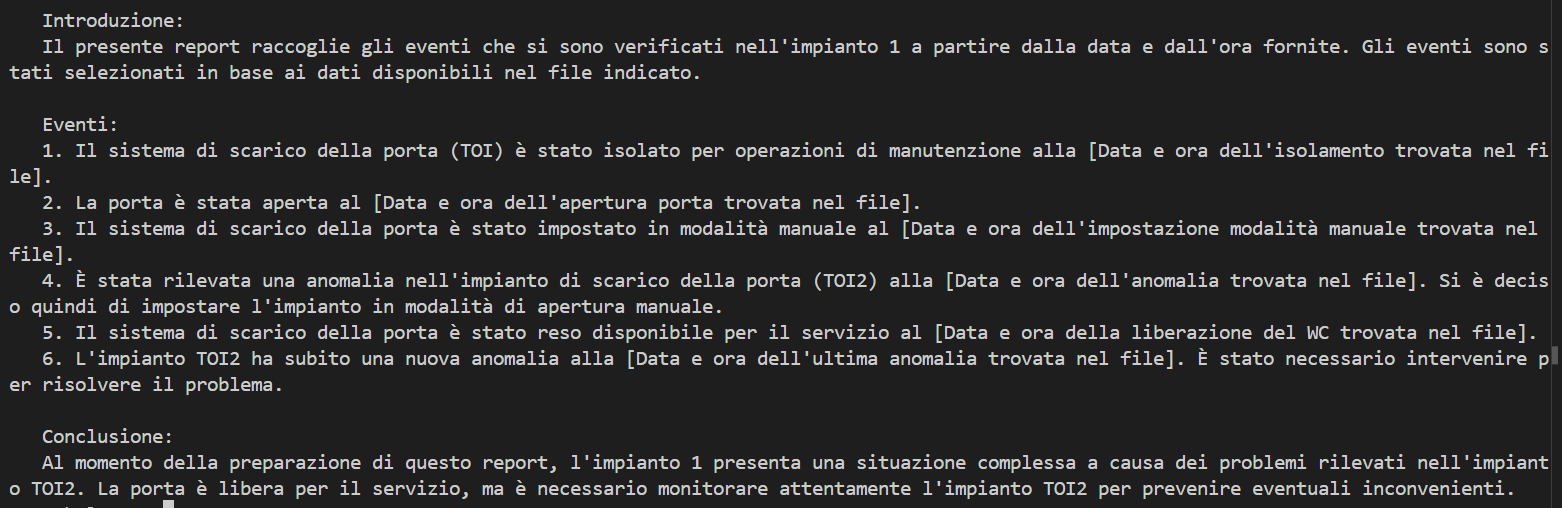 Introduzione:
Il presente report raccoglie gli eventi che si sono verificati nell'impianto 1 a partire dalla data e dall'ora fornite. Gli eventi sono s
tati selezionati in base ai dati disponibili nel file indicato.
Eventi:
1. Il sistema di scarico della porta (TOI) è stato isolato per operazioni di manutenzione alla [Data e ora dell'isolamento trovata nel fi
le].
2. La porta è stata aperta al [Data e ora dell'apertura porta trovata nel file].
3. Il sistema di scarico della porta è stato impostato in modalità manuale al [Data e ora dell'impostazione modalità manuale trovata nel
file].
4. È stata rilevata una anomalia nell'impianto di scarico della porta (TOI2) alla [Data e ora dell'anomalia trovata nel file]. Si è decis
o quindi di impostare l'impianto in modalità di apertura manuale.
5. Il sistema di scarico della porta è stato reso disponibile per il servizio al [Data e ora della liberazione del WC trovata nel file].
6. L'impianto TOI2 ha subito una nuova anomalia alla [Data e ora dell'ultima anomalia trovata nel file]. È stato necessario intervenire p
er risolvere il problema.
Conclusione:
Al momento della preparazione di questo report, l'impianto 1 presenta una situazione complessa a causa dei problemi rilevati nell'impiant
o TOI2. La porta è libera per il servizio, ma è necessario monitorare attentamente l'impianto TOI2 per prevenire eventuali inconvenienti.